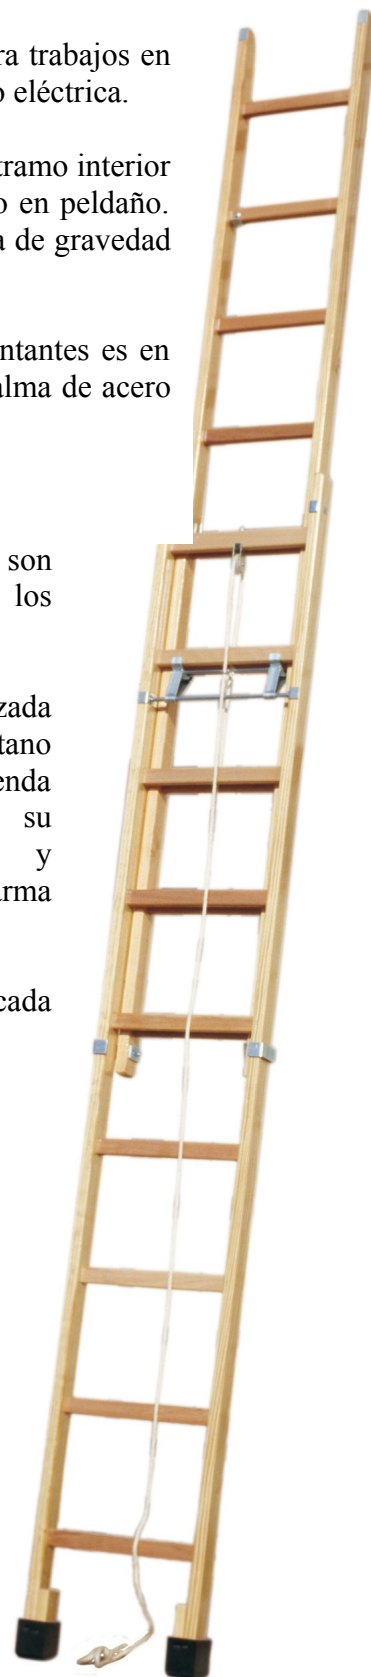 ra trabajos en
o eléctrica.
tramo interior
o en peldaño.
a de gravedad
ntantes es en
alma de acero
son
los
zada
tano
enda
su
y
arma
cada